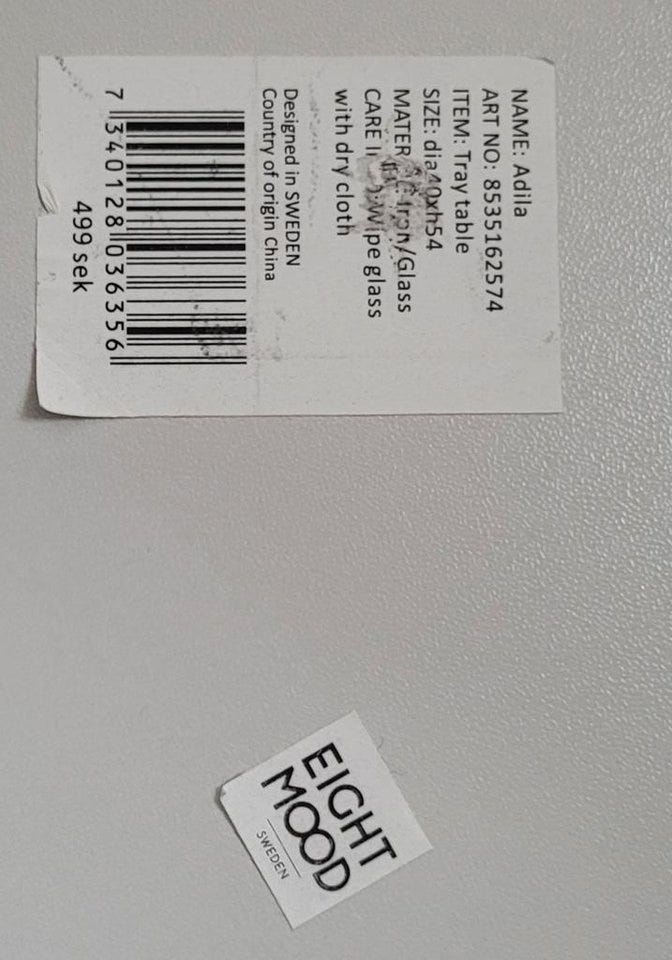 NAME: Adila
ART NO: 8535162574
ITEM: Tray table
SIZE: dia40xh54
Iron/Glass
CARE Wipe glass
with dry cloth
Designed in SWEDEN
Country of origin China
7 340128 036356
499 sek
EIGHT
MOOD
SWEDEN